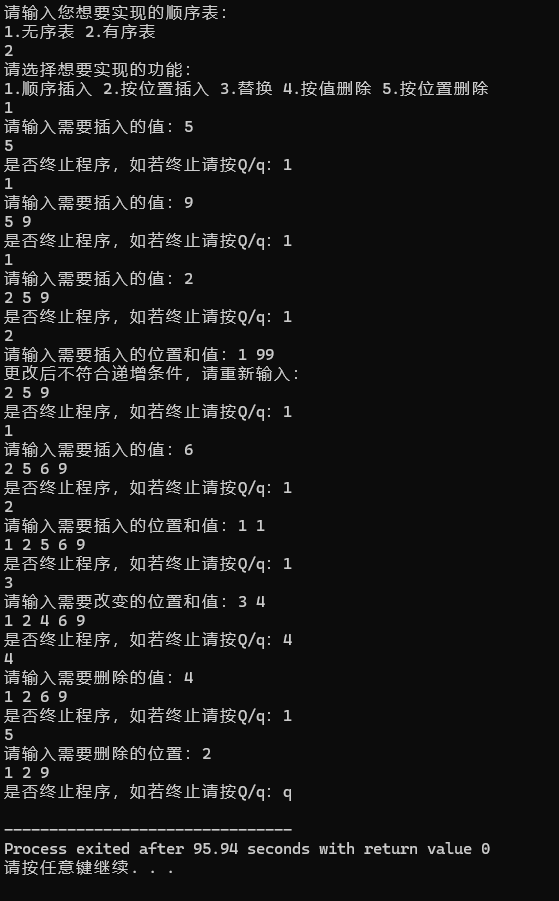 请输入您想要实现的顺序表：
1.无序表 2.有序表
2
请选择想要实现的功能：
1.顺序插入 2.按位置插入 3.替换 4.按值删除 5.按位置删除
1
请输入需要插入的值：5
5
是否终止程序，如若终止请按Q/q：1
1
请输入需要插入的值：9
5 9
是否终止程序，如若终止请按Q/q：1
1
请输入需要插入的值：2
2 5 9
是否终止程序，如若终止请按Q/q：1
2
请输入需要插入的位置和值：1 99
更改后不符合递增条件，请重新输入：
2 5 9
是否终止程序，如若终止请按Q/q：1
1
请输入需要插入的值：6
2 5 6 9
是否终止程序，如若终止请按Q/q：1
2
请输入需要插入的位置和值：1 1
1 2 5 6 9
是否终止程序，如若终止请按Q/q：1
3
请输入需要改变的位置和值：3 4
1 2 4 6 9
是否终止程序，如若终止请按Q/q：4
4
请输入需要删除的值：4
1 2 6 9
是否终止程序，如若终止请按Q/q：1
5
请输入需要删除的位置：2
1 2 9
是否终止程序，如若终止请按Q/q：q
--------------------------------
Process exited after 95.94 seconds with return value 0
请按任意键继续. . .